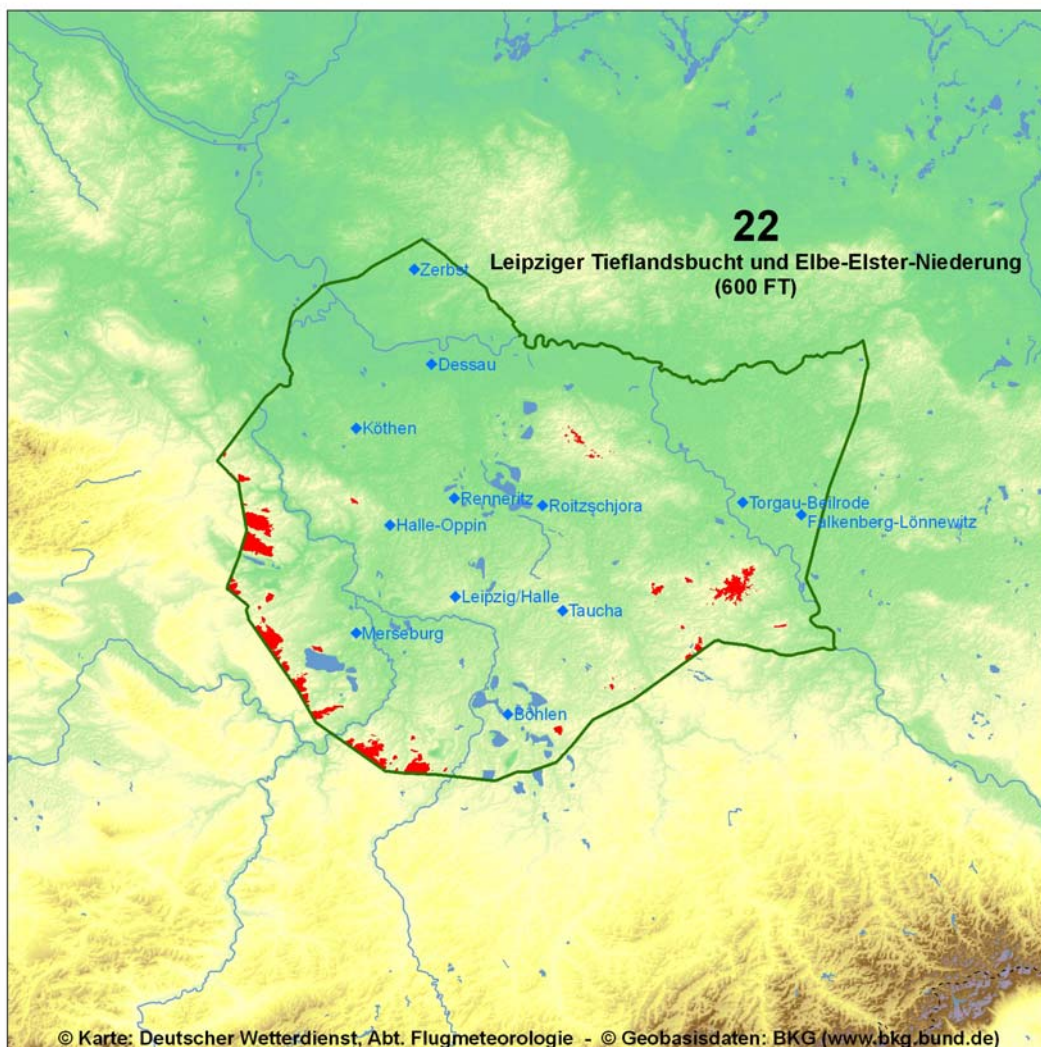 22
Leipziger Tieflandsbucht und Elbe-Elster-Niederung
(600 FT)
Zerbst
Dessau
Köthen
Renneritz
Roitzschjora
Torgau-Beilrode
Falkenberg-Lönnewitz
Halle-Oppin
Leipzig/Halle
Taucha
Merseburg
Böhlen
© Karte: Deutscher Wetterdienst, Abt. Flugmeteorologie - © Geobasisdaten: BKG (www.bkg.bund.de)